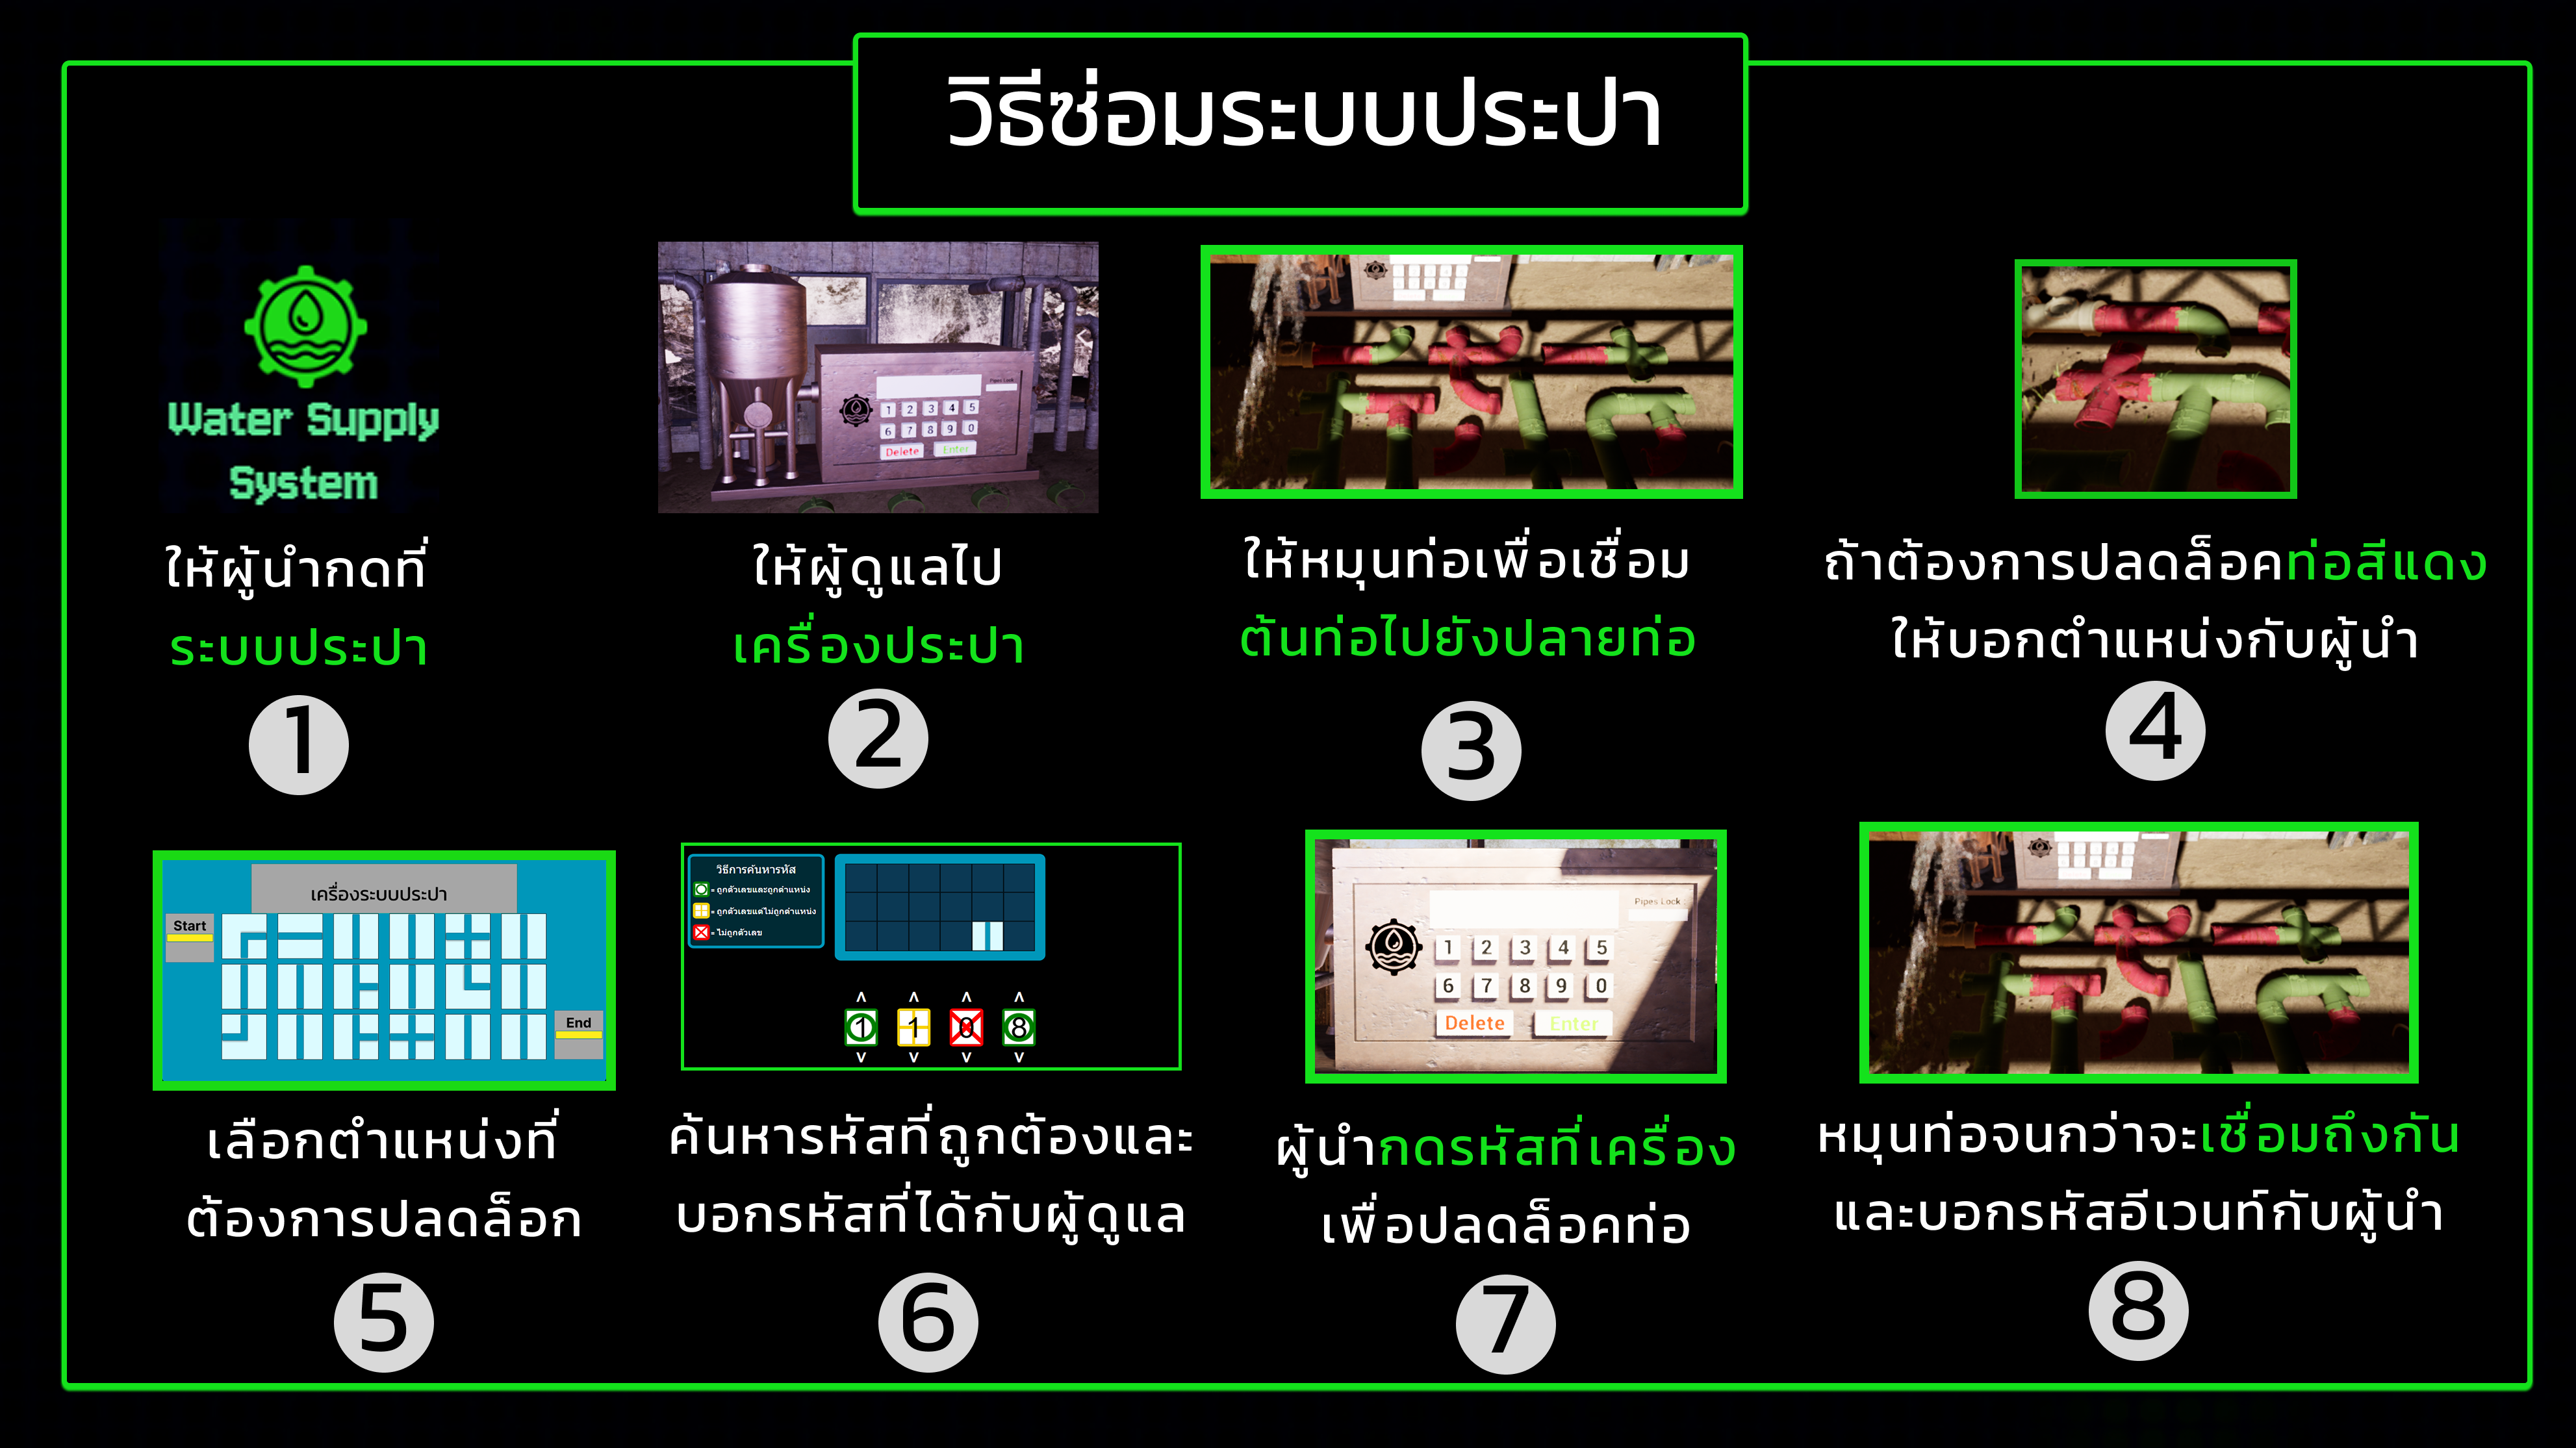 วิธีซ่อมระบบประปา
Water Supply
System
ให้ผู้นำกดที่
ระบบประปา
1
Pipes Lock
1 2 3 4 5
6 7 8 9 0
Delete Enter
ให้ผู้ดูแลไป
เครื่องประปา
2
ให้หมุนท่อเพื่อเชื่อม
ต้นท่อไปยังปลายท่อ
3
ถ้าต้องการปลดล็อคท่อสีแดง
ให้บอกตำแหน่งกับผู้นำ
4
เครื่องระบบประปา
Start
End
เลือกตำแหน่งที่
ต้องการปลดล็อก
5
วิธีการค้นหารหัส
= ถูกตัวเลขและถูกตำแหน่ง
= ถูกตัวเลขแต่ไม่ถูกตำแหน่ง
= ไม่ถูกตัวเลข
1 1 0 8
ค้นหารหัสที่ถูกต้องและ
บอกรหัสที่ได้กับผู้ดูแล
6
Pipes Lock :
1 2 3 4 5
6 7 8 9 0
Delete Enter
ผู้นำกดรหัสที่เครื่อง
เพื่อปลดล็อคท่อ
7
หมุนท่อจนกว่าจะเชื่อมถึงกัน
และบอกรหัสอีเวนท์กับผู้นำ
8